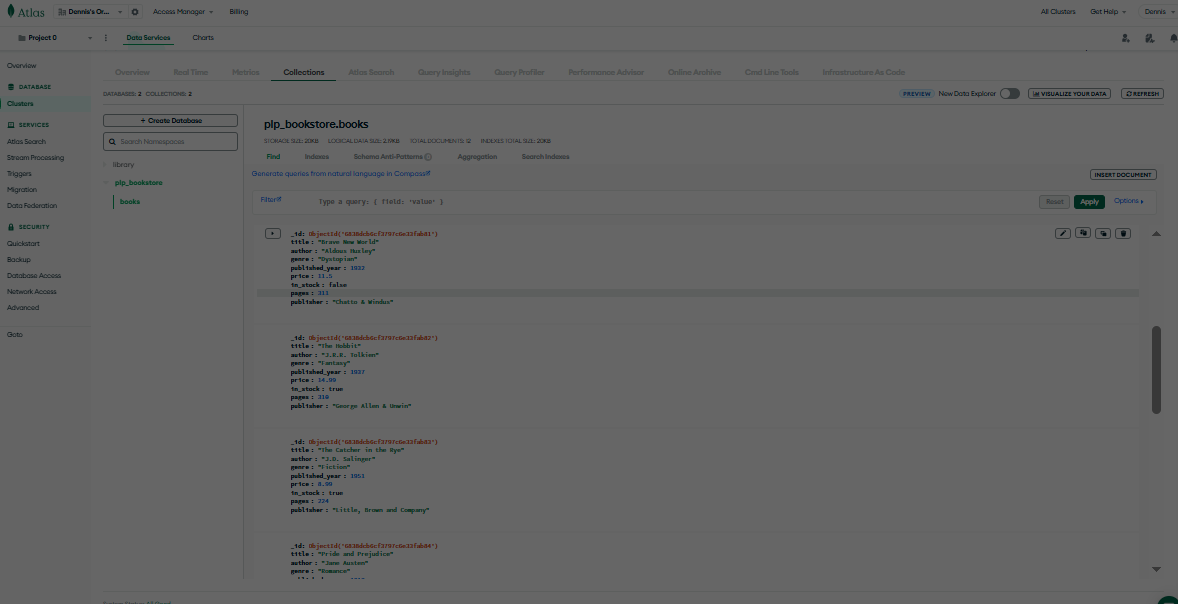 Atlas
Dennis's Or...
Access Manager
Billing
All Clusters
Get Help
Dennis
Project 0
Data Services
Charts
Overview
DATABASE
Clusters
SERVICES
Atlas Search
Stream Processing
Triggers
Migration
Data Federation
SECURITY
Quickstart
Backup
Database Access
Network Access
Advanced
Goto
Overview
Real Time
Metrics
Collections
Atlas Search
Query Insights
Query Profiler
Performance Advisor
Online Archive
Cmd Line Tools
Infrastructure As Code
DATABASES: 2 COLLECTIONS: 2
PREVIEW
New Data Explorer
VISUALIZE YOUR DATA
REFRESH
+ Create Database
Search Namespaces
library
plp_bookstore
books
plp_bookstore.books
STORAGE SIZE: 20KB LOGICAL DATA SIZE: 2.19KB TOTAL DOCUMENTS: 12 INDEXES TOTAL SIZE: 20KB
Find
Indexes
Schema Anti-Patterns
Aggregation
Search Indexes
Generate queries from natural language in Compass
INSERT DOCUMENT
Filter
Type a query: { field: 'value' }
Reset
Apply
Options
_id: ObjectId('6838dcb6cf3797c6e33fab81')
title : "Brave New World"
author : "Aldous Huxley"
genre : "Dystopian"
published_year : 1932
price : 11.5
in_stock : false
pages : 311
publisher : "Chatto & Windus"
_id: ObjectId('6838dcb6cf3797c6e33fab82')
title : "The Hobbit"
author : "J.R.R. Tolkien"
genre : "Fantasy"
published_year : 1937
price : 14.99
in_stock : true
pages : 310
publisher : "George Allen & Unwin"
_id: ObjectId('6838dcb6cf3797c6e33fab83')
title : "The Catcher in the Rye"
author : "J.D. Salinger"
genre : "Fiction"
published_year : 1951
price : 8.99
in_stock : true
pages : 224
publisher : "Little, Brown and Company"
_id: ObjectId('6838dcb6cf3797c6e33fab84')
title : "Pride and Prejudice"
author : "Jane Austen"
genre : "Romance"